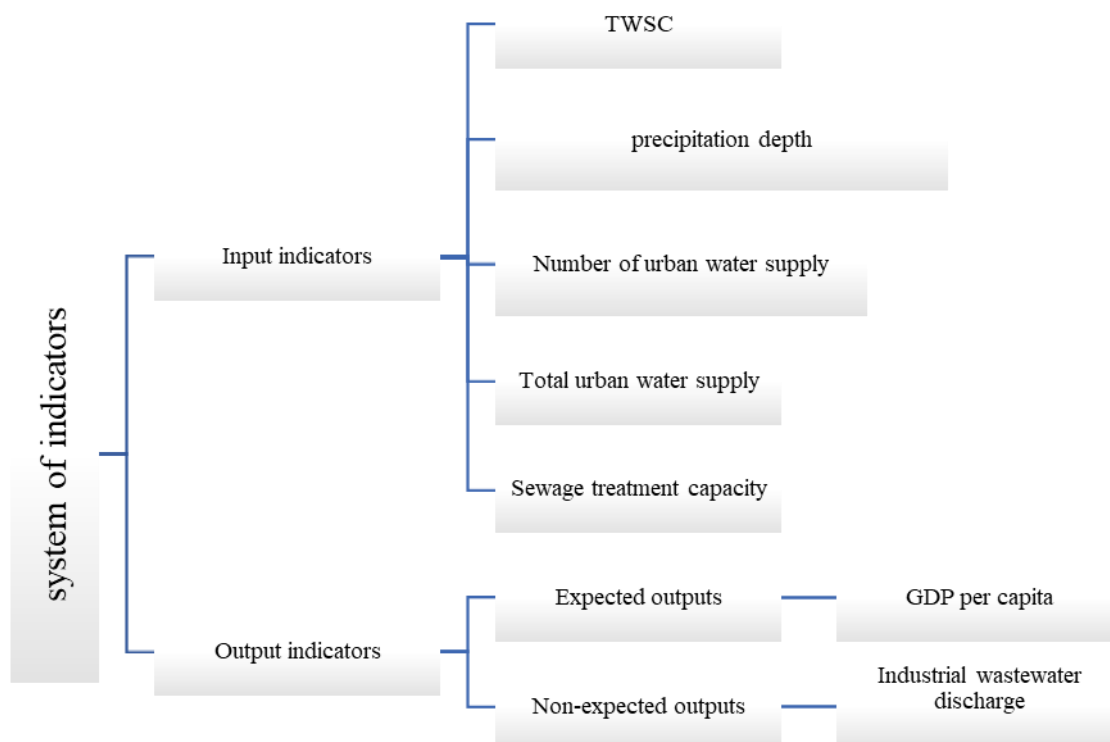 system of indicators
Input indicators
TWSC
precipitation depth
Number of urban water supply
Total urban water supply
Sewage treatment capacity
Output indicators
Expected outputs
GDP per capita
Non-expected outputs
Industrial wastewater
discharge